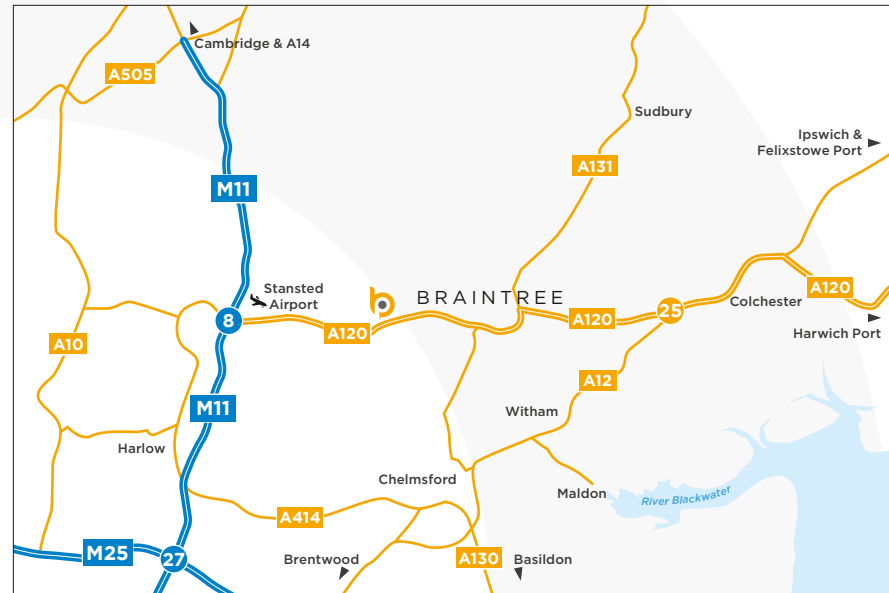 Cambridge & A14
A505
Sudbury
Ipswich &
Felixstowe Port
A131
M11
Stansted
Airport
b
BRAINTREE
A120
Colchester
8
25
A120
A120
Harwich Port
A10
A12
M11
Witham
Harlow
Chelmsford
Maldon
River Blackwater
A414
M25
27
Brentwood
A130
Basildon